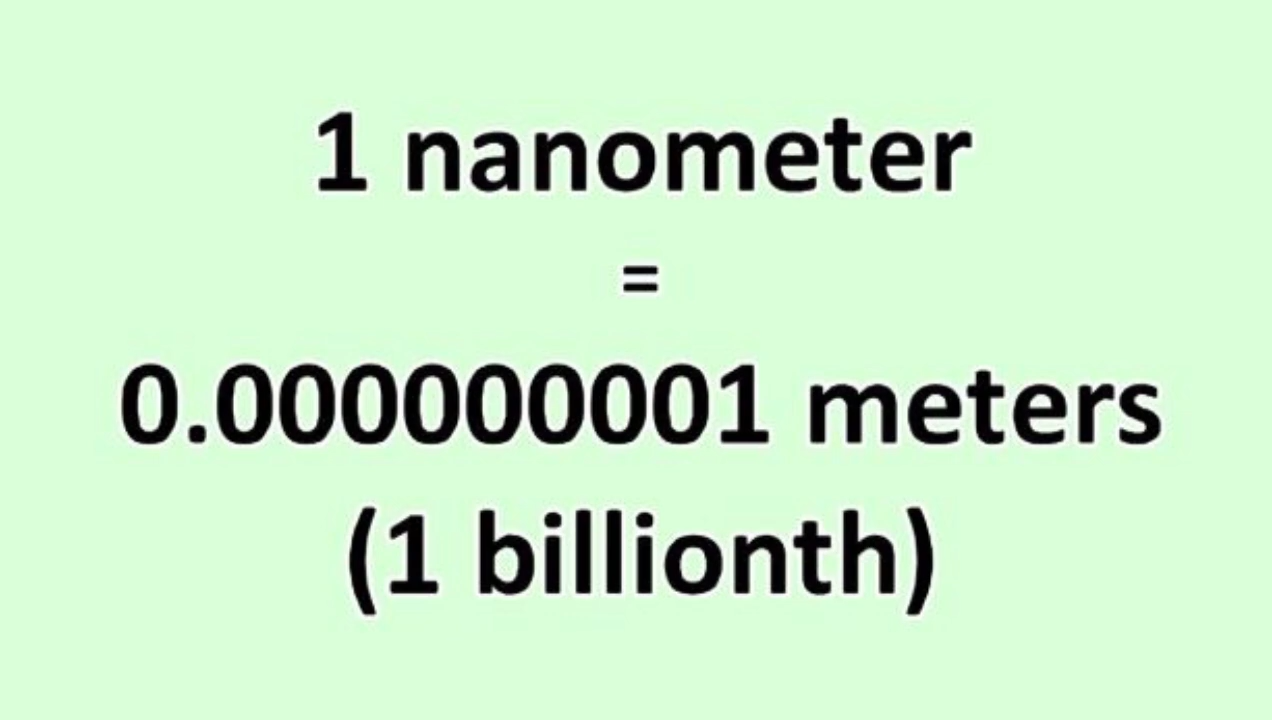 1 nanometer
=
0.000000001 meters
(1 billionth)